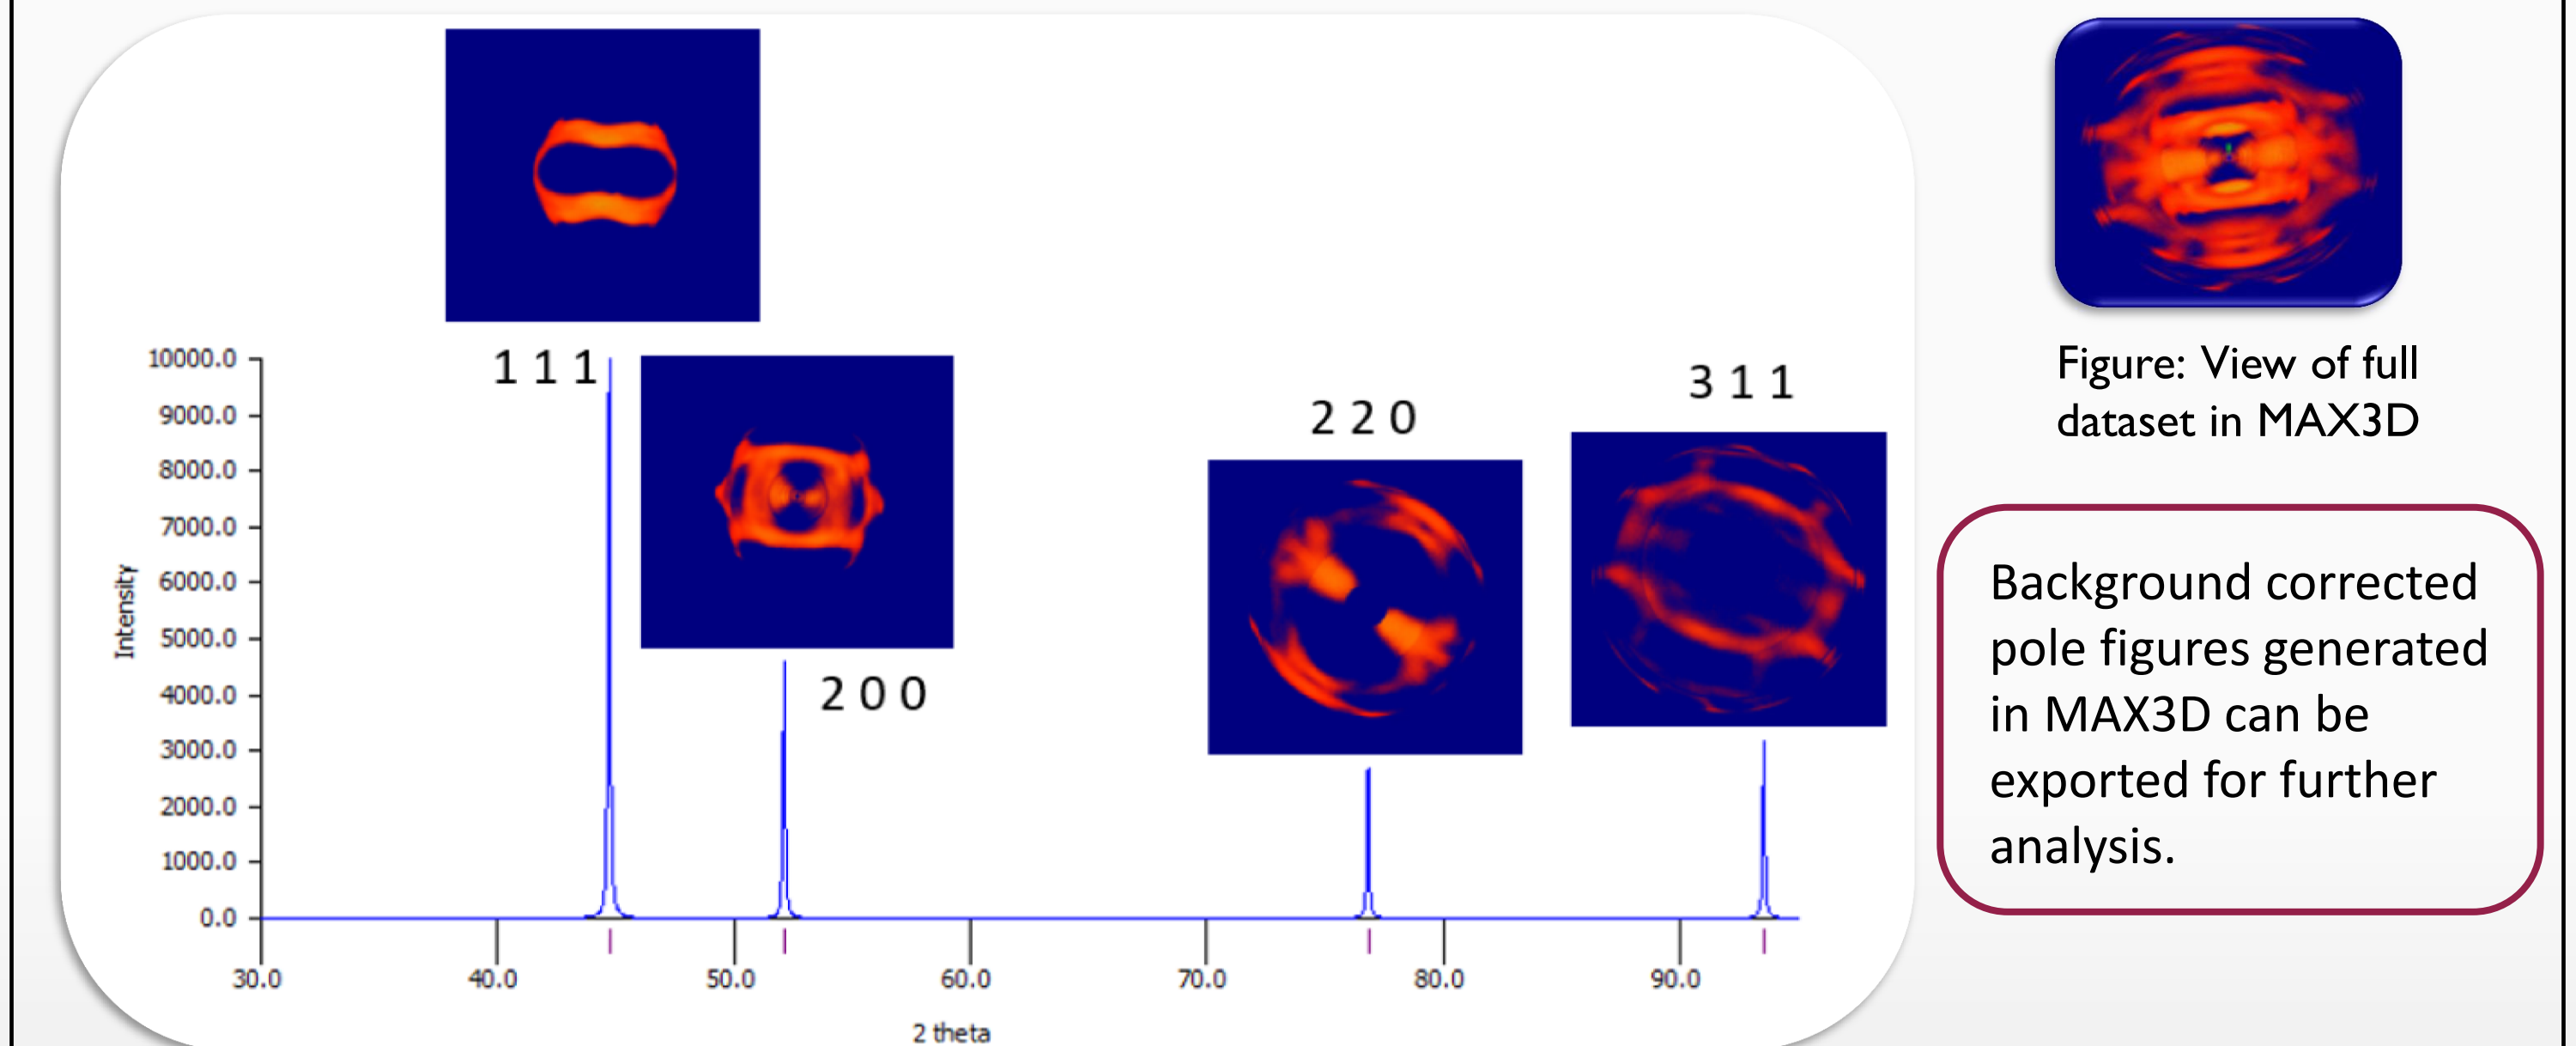 1 1 1
2 0 0
2 2 0
3 1 1
10000.0
9000.0
8000.0
7000.0
6000.0
5000.0
4000.0
3000.0
2000.0
1000.0
0.0
Intensity
30.0 40.0 50.0 60.0 70.0 80.0 90.0
2 theta
Figure: View of full
dataset in MAX3D
Background corrected
pole figures generated
in MAX3D can be
exported for further
analysis.